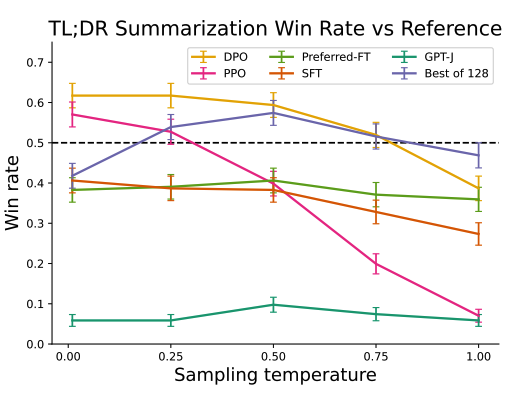 TL;DR Summarization Win Rate vs Reference
DPO Preferred-FT GPT-J
PPO SFT Best of 128
0.7
0.6
0.5
0.4
0.3
0.2
0.1
0.0
Win rate
0.00 0.25 0.50 0.75 1.00
Sampling temperature